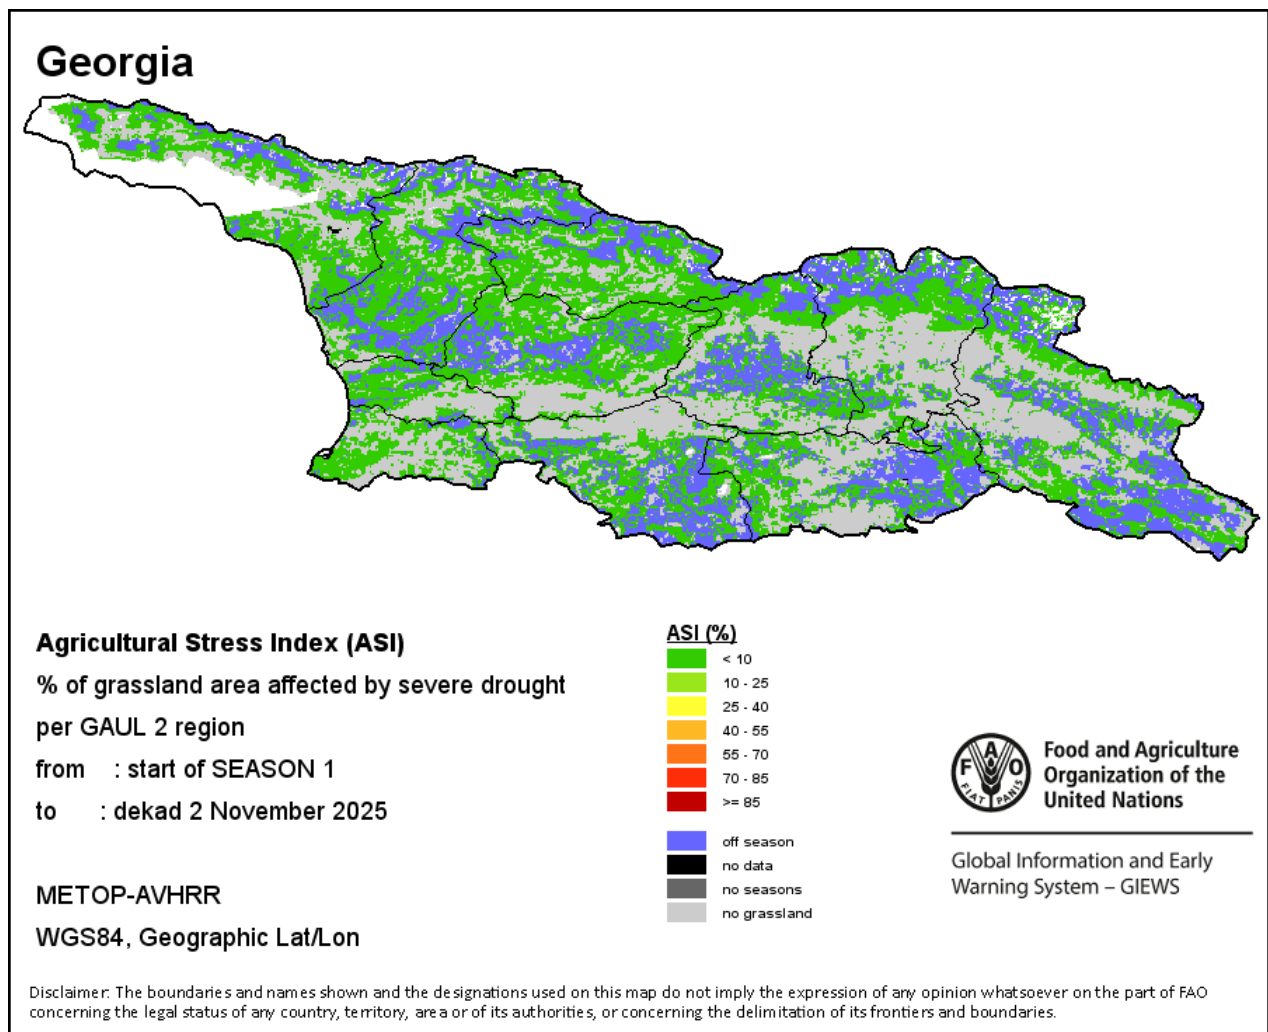 Georgia
Agricultural Stress Index (ASI)
% of grassland area affected by severe drought
per GAUL 2 region
from : start of SEASON 1
to : dekad 2 November 2025
METOP-AVHRR
WGS84, Geographic Lat/Lon
ASI (%)
< 10
10 - 25
25 - 40
40 - 55
55 - 70
70 - 85
>= 85
off season
no data
no seasons
no grassland
F A O
FIAT PANIS
Food and Agriculture
Organization of the
United Nations
Global Information and Early
Warning System – GIEWS
Disclaimer: The boundaries and names shown and the designations used on this map do not imply the expression of any opinion whatsoever on the part of FAO
concerning the legal status of any country, territory, area or of its authorities, or concerning the delimitation of its frontiers and boundaries.